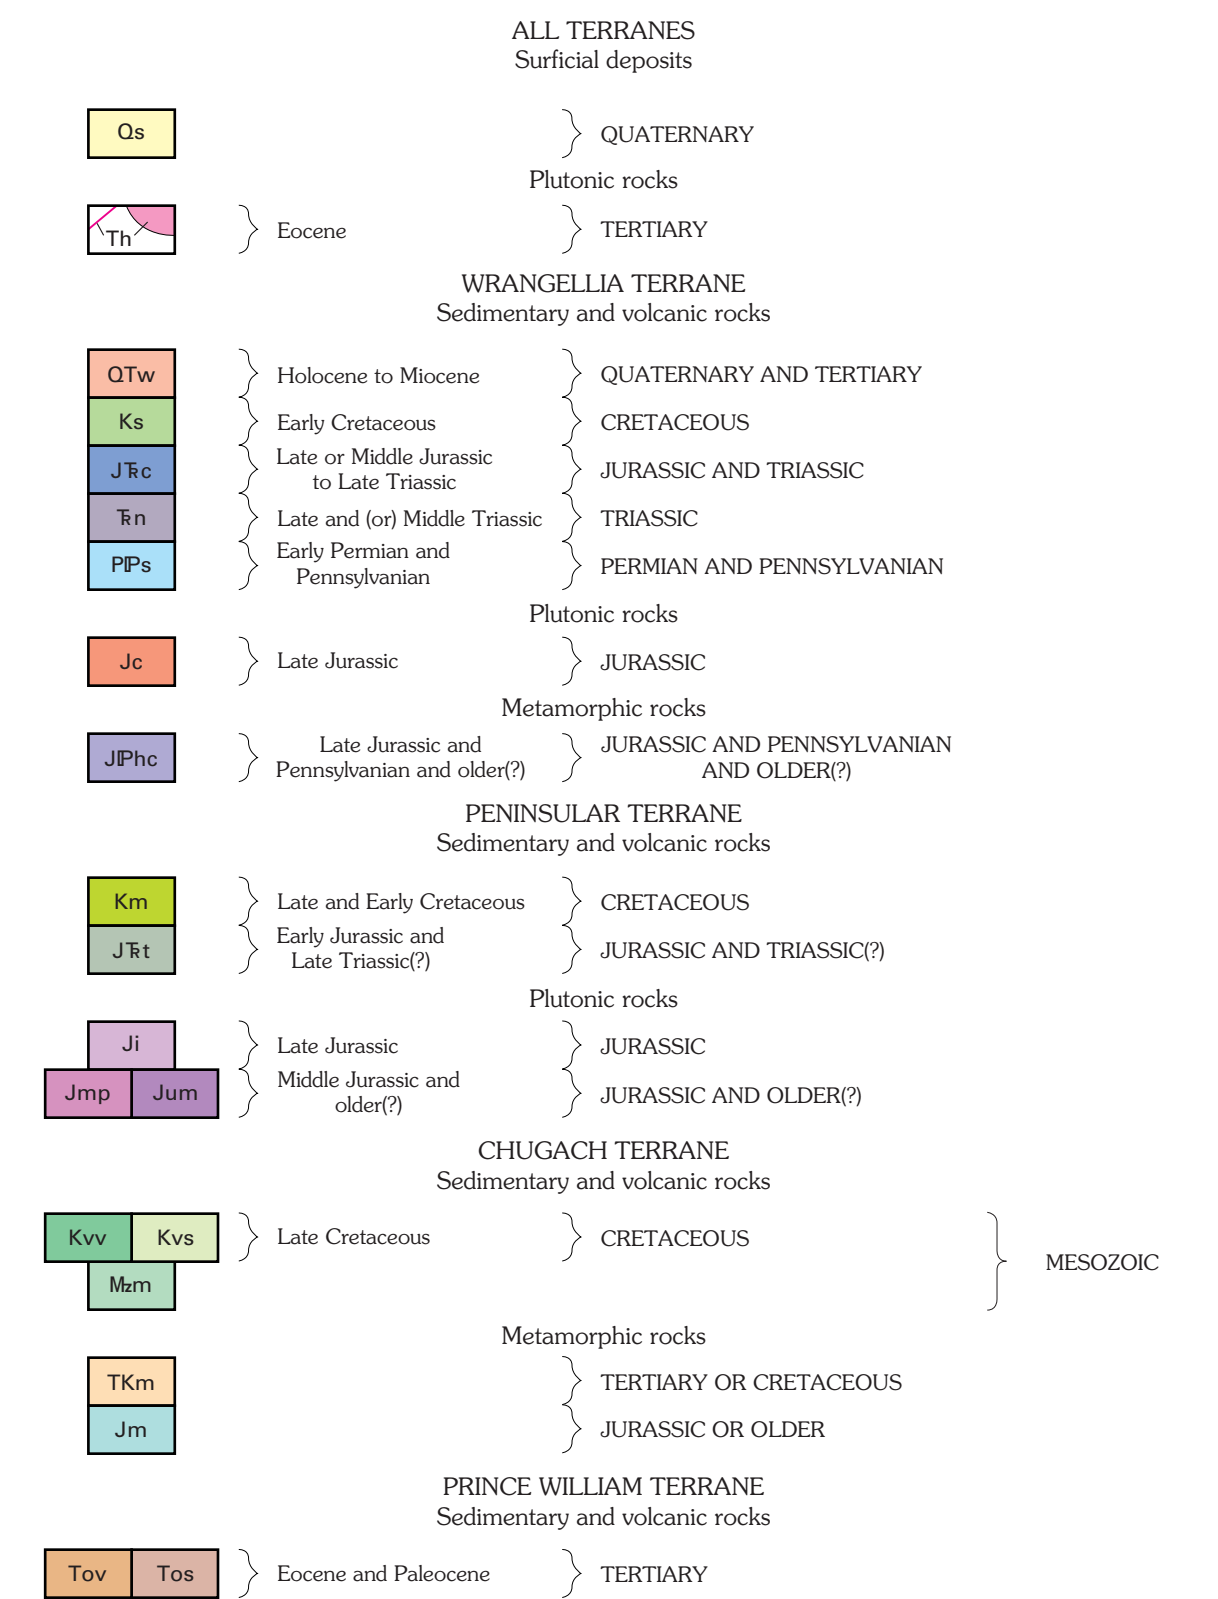 ALL TERRANES
Surficial deposits
Qs
QUATERNARY
Plutonic rocks
Th
Eocene
TERTIARY
WRANGELLIA TERRANE
Sedimentary and volcanic rocks
QTw
Holocene to Miocene
QUATERNARY AND TERTIARY
Ks
Early Cretaceous
CRETACEOUS
JTRc
Late or Middle Jurassic
to Late Triassic
JURASSIC AND TRIASSIC
TRn
Late and (or) Middle Triassic
TRIASSIC
PIPs
Early Permian and
Pennsylvanian
PERMIAN AND PENNSYLVANIAN
Plutonic rocks
Jc
Late Jurassic
JURASSIC
Metamorphic rocks
JIPhc
Late Jurassic and
Pennsylvanian and older(?)
JURASSIC AND PENNSYLVANIAN
AND OLDER(?)
PENINSULAR TERRANE
Sedimentary and volcanic rocks
Km
Late and Early Cretaceous
CRETACEOUS
JTRt
Early Jurassic and
Late Triassic(?)
JURASSIC AND TRIASSIC(?)
Plutonic rocks
Ji
Late Jurassic
JURASSIC
Jmp Jum
Middle Jurassic and
older(?)
JURASSIC AND OLDER(?)
CHUGACH TERRANE
Sedimentary and volcanic rocks
Kvv Kvs
Late Cretaceous
CRETACEOUS
Mzm
MESOZOIC
Metamorphic rocks
TKm
TERTIARY OR CRETACEOUS
Jm
JURASSIC OR OLDER
PRINCE WILLIAM TERRANE
Sedimentary and volcanic rocks
Tov Tos
Eocene and Paleocene
TERTIARY